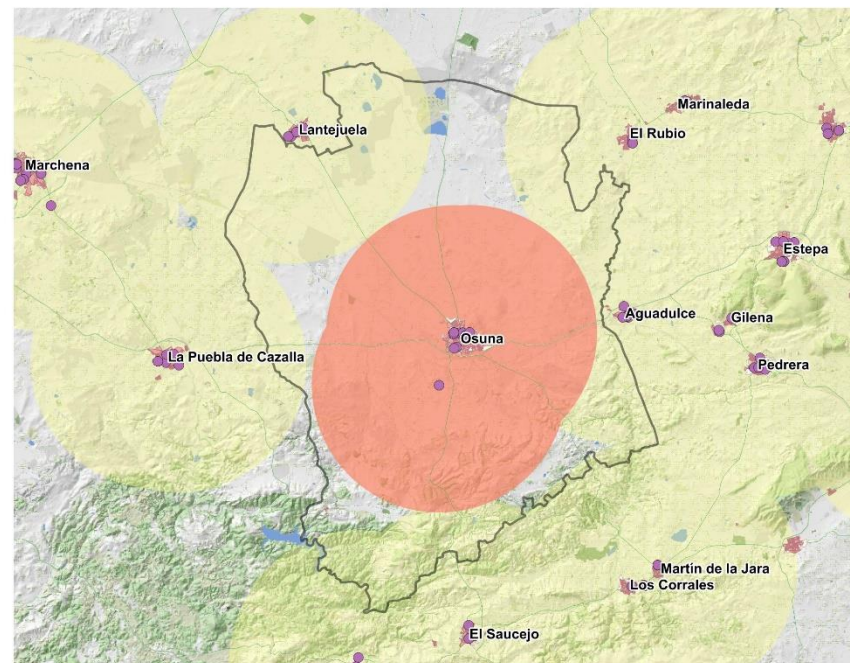 Marinaleda
Lantejuela
El Rubio
Marchena
Estepa
Aguadulce
Gilena
Osuna
La Puebla de Cazalla
Pedrera
Martín de la Jara
Los Corrales
El Saucejo